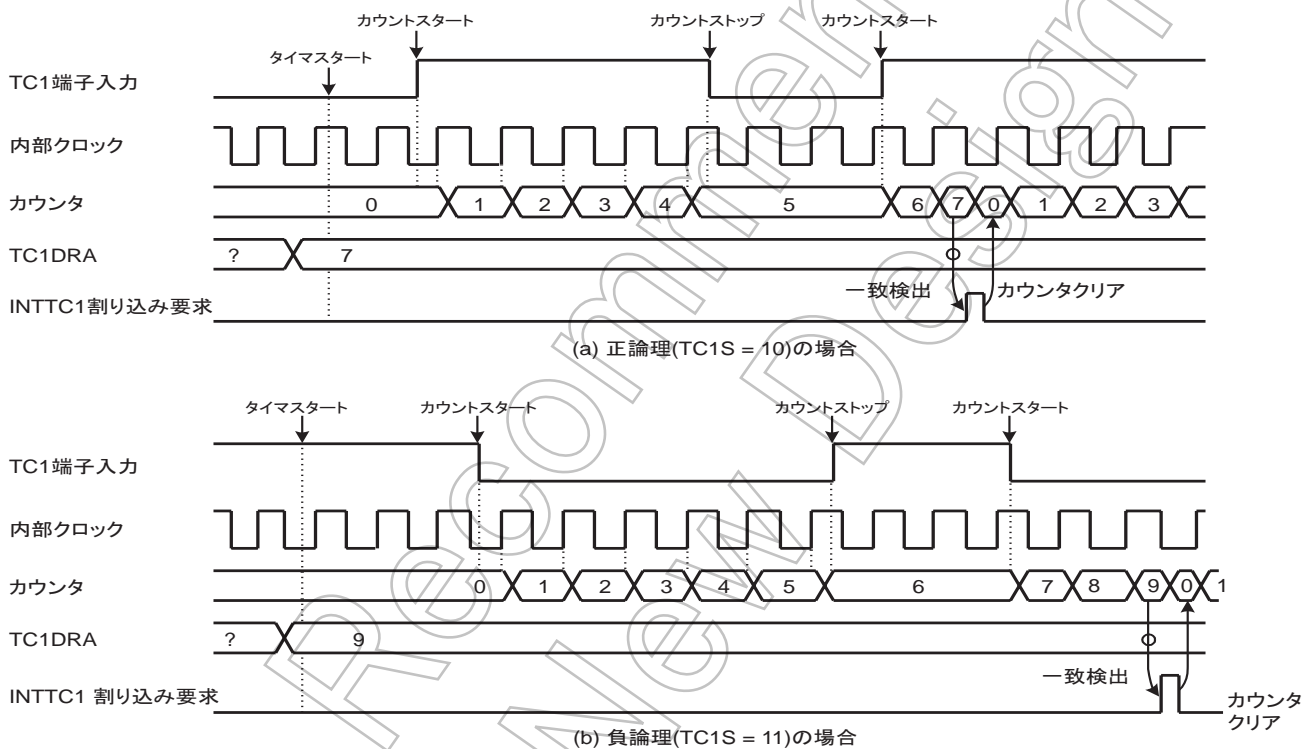 カウントスタート カウントストップ カウントスタート
タイマスタート
TC1端子入力
内部クロック
カウンタ 0 1 2 3 4 5 6 7 0 1 2 3
TC1DRA ? 7
一致検出 カウンタクリア
INTTC1割り込み要求
(a) 正論理(TC1S = 10)の場合
タイマスタート カウントスタート カウントストップ カウントスタート
TC1端子入力
内部クロック
カウンタ 0 1 2 3 4 5 6 7 8 9 0 1
TC1DRA ? 9
一致検出
INTTC1 割り込み要求 カウンタ
クリア
(b) 負論理(TC1S = 11)の場合
Recommen
New Design